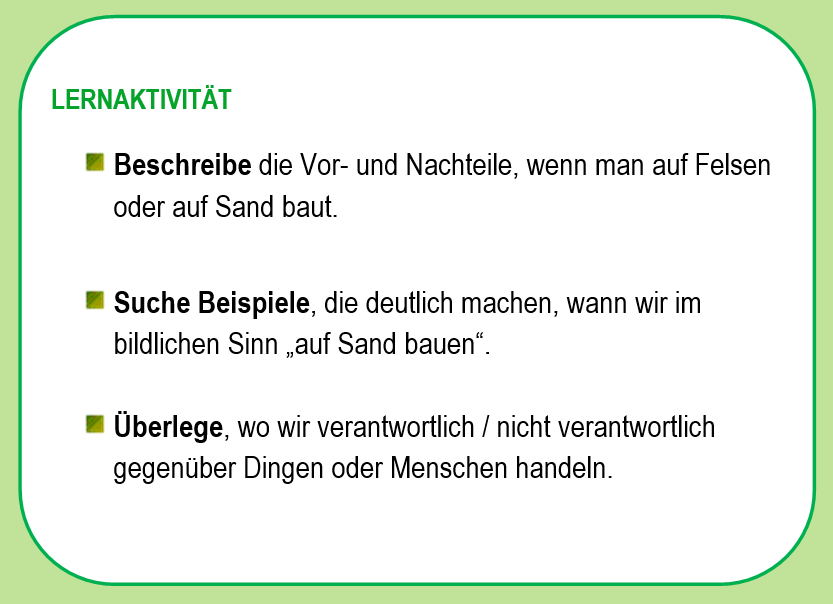 LERNAKTIVITÄT
Beschreibe die Vor- und Nachteile, wenn man auf Felsen
oder auf Sand baut.
Suche Beispiele, die deutlich machen, wann wir im
bildlichen Sinn „auf Sand bauen“.
Überlege, wo wir verantwortlich / nicht verantwortlich
gegenüber Dingen oder Menschen handeln.